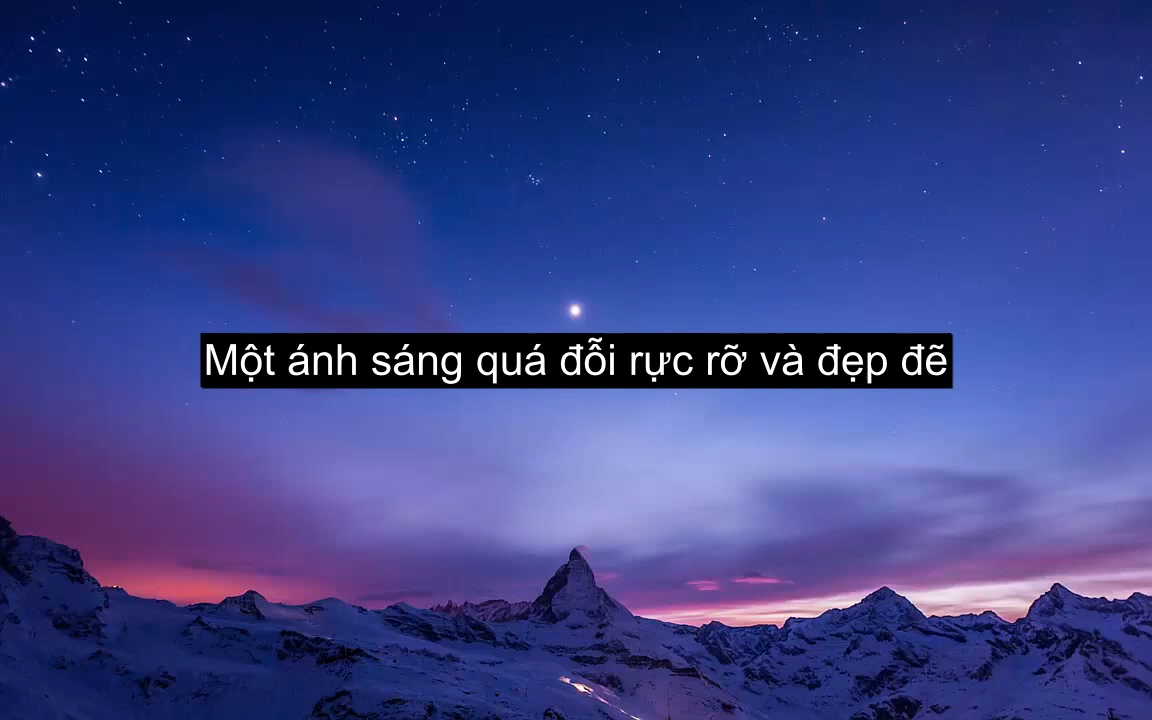 Một ánh sáng quá đỗi rực rỡ và đẹp đẽ